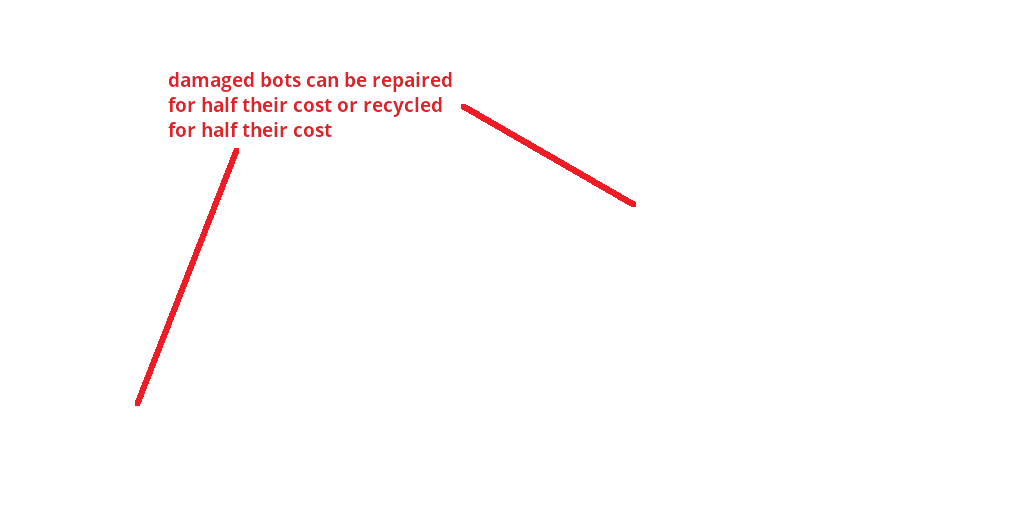 damaged bots can be repaired
for half their cost or recycled
for half their cost